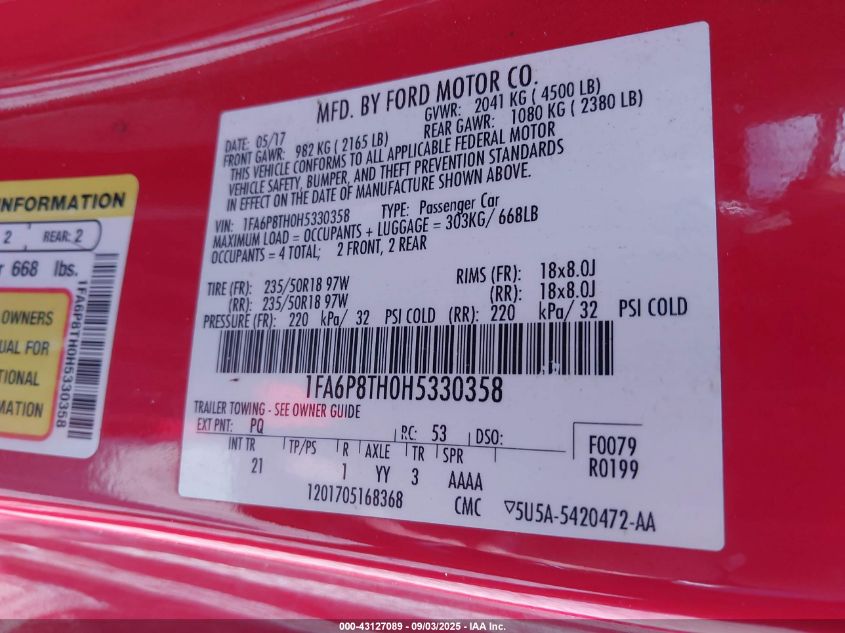 MFD. BY FORD MOTOR CO.
DATE: 05/17 GVWR: 2041 KG ( 4500 LB)
FRONT GAWR: 982 KG ( 2165 LB) REAR GAWR: 1080 KG ( 2380 LB)
THIS VEHICLE CONFORMS TO ALL APPLICABLE FEDERAL MOTOR
VEHICLE SAFETY, BUMPER, AND THEFT PREVENTION STANDARDS
IN EFFECT ON THE DATE OF MANUFACTURE SHOWN ABOVE.
VIN: 1FA6P8TH0H5330358 TYPE: Passenger Car
MAXIMUM LOAD = OCCUPANTS + LUGGAGE = 303KG/ 668LB
OCCUPANTS = 4 TOTAL; 2 FRONT, 2 REAR
TIRE (FR): 235/50R18 97W RIMS (FR): 18x8.0J
(RR): 235/50R18 97W (RR): 18x8.0J
PRESSURE (FR): 220 kPa/ 32 PSI COLD (RR): 220 kPa/ 32 PSI COLD
1FA6P8TH0H5330358
TRAILER TOWING - SEE OWNER GUIDE
EXT PNT: PQ RC: 53 DSO:
INT TR TP/PS R AXLE TR SPR
21 1 YY 3 AAAA
F0079
R0199
1201705168368 CMC ▽5U5A-5420472-AA
INFORMATION
2 REAR: 2
668 lbs.
OWNERS
FOR
1FA6P8TH0H5330358
000-43127089 - 09/03/2025 - IAA Inc.